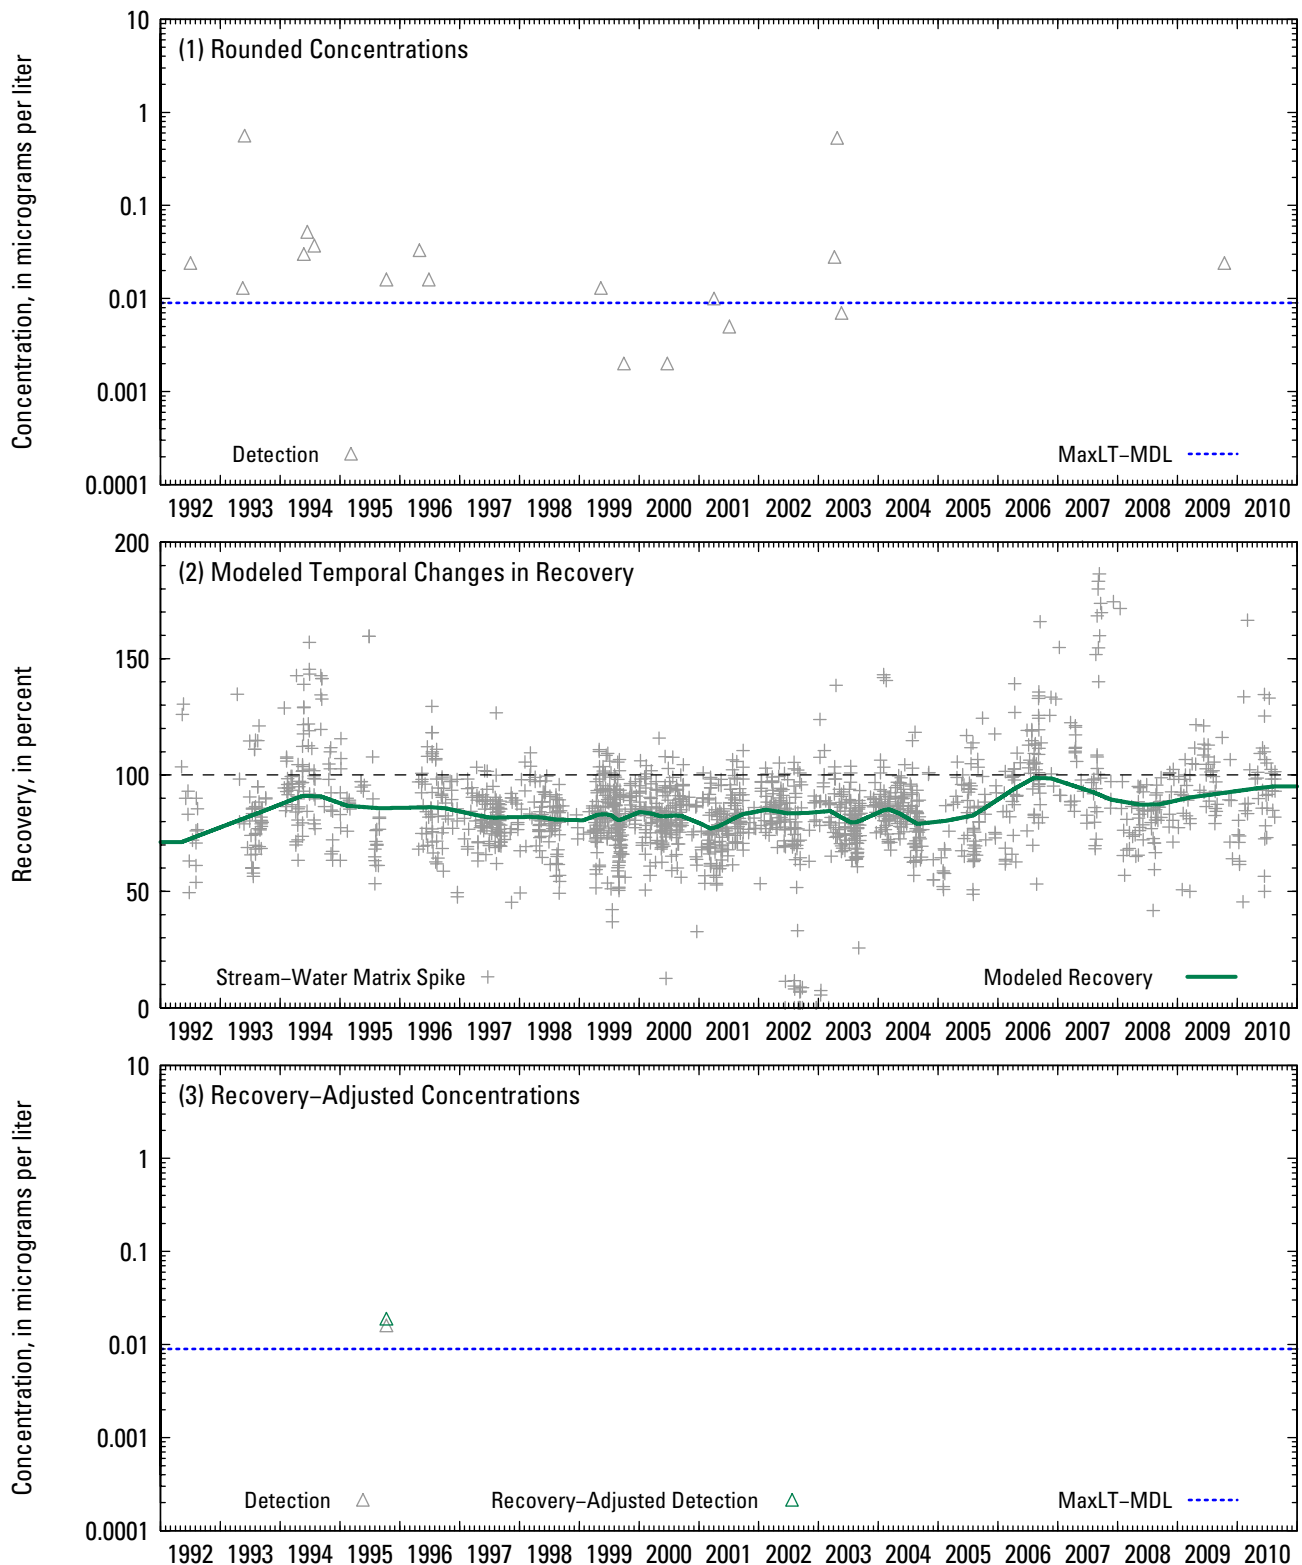 (1) Rounded Concentrations
Concentration, in micrograms per liter
10
1
0.1
0.01
0.001
0.0001
Detection
MaxLT−MDL
1992 1993 1994 1995 1996 1997 1998 1999 2000 2001 2002 2003 2004 2005 2006 2007 2008 2009 2010
(2) Modeled Temporal Changes in Recovery
Recovery, in percent
200
150
100
50
0
Stream−Water Matrix Spike
Modeled Recovery
1992 1993 1994 1995 1996 1997 1998 1999 2000 2001 2002 2003 2004 2005 2006 2007 2008 2009 2010
(3) Recovery−Adjusted Concentrations
Concentration, in micrograms per liter
10
1
0.1
0.01
0.001
0.0001
Detection
Recovery−Adjusted Detection
MaxLT−MDL
1992 1993 1994 1995 1996 1997 1998 1999 2000 2001 2002 2003 2004 2005 2006 2007 2008 2009 2010